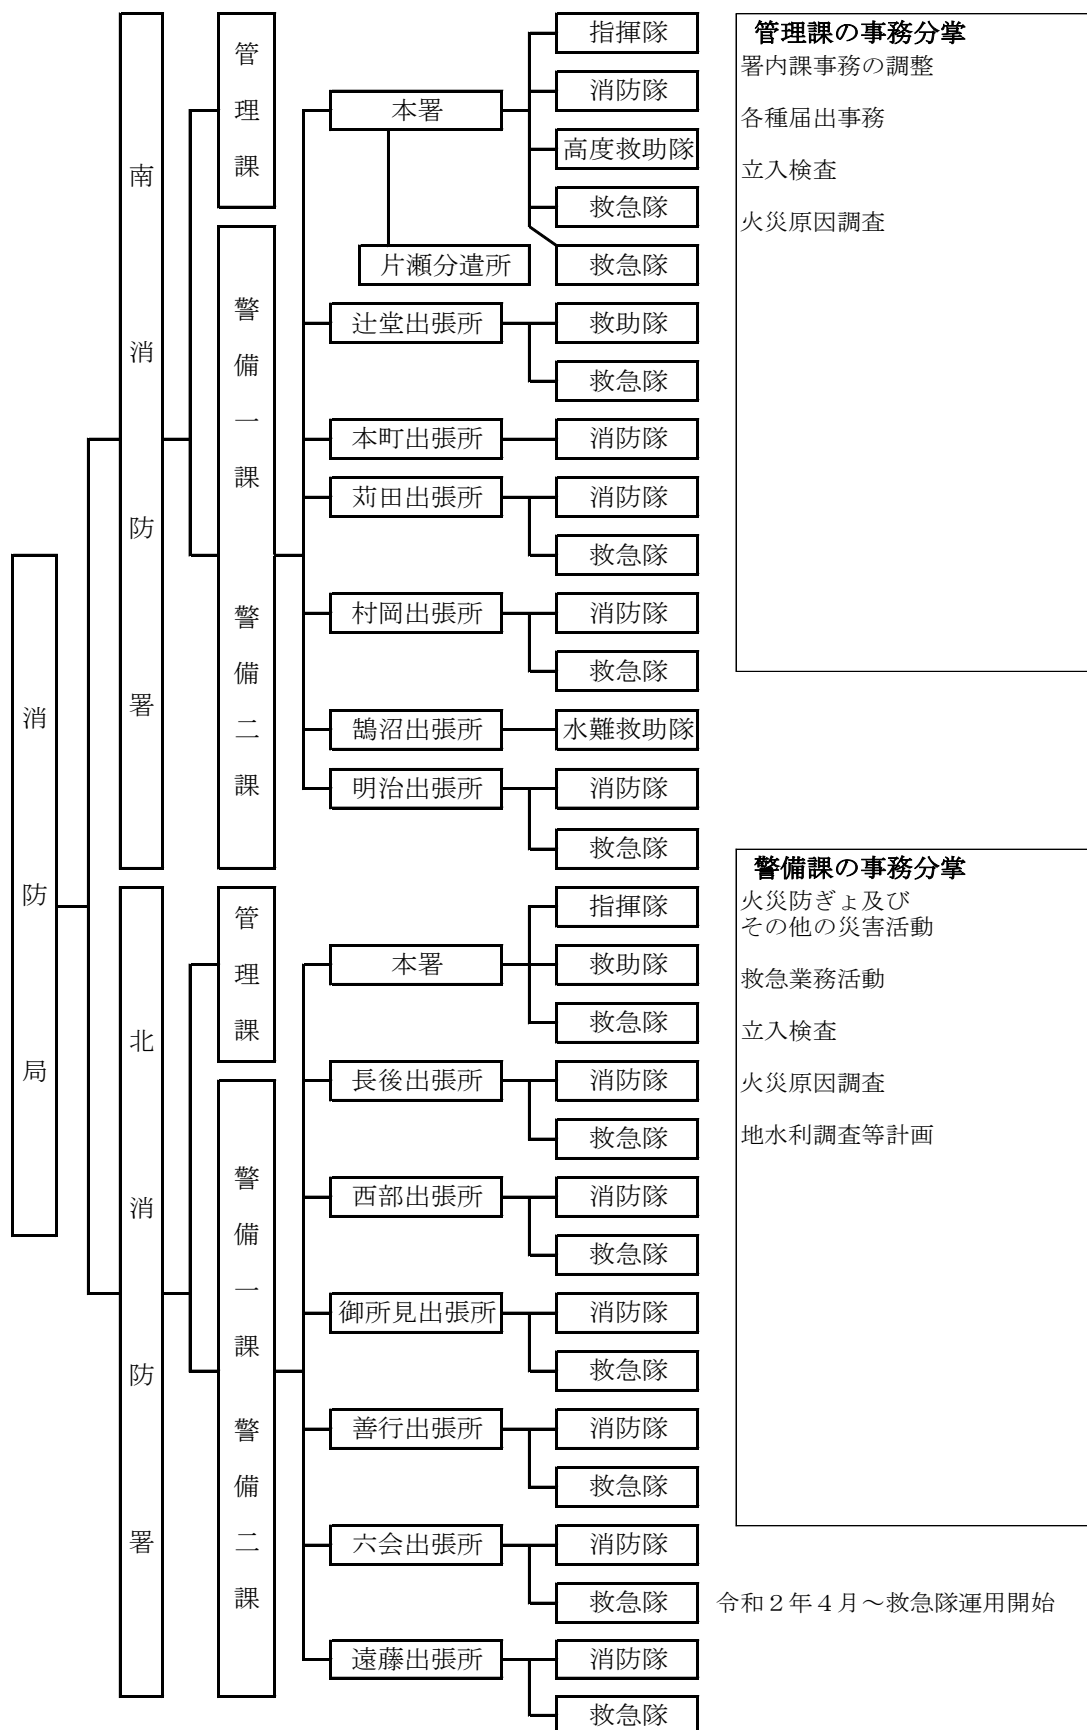 消防局
南消防署
管理課
警備一課 警備二課
本署
指揮隊
消防隊
高度救助隊
救急隊
救急隊
片瀬分遣所
辻堂出張所
救助隊
救急隊
本町出張所
消防隊
苅田出張所
消防隊
救急隊
村岡出張所
消防隊
救急隊
鵠沼出張所
水難救助隊
明治出張所
消防隊
救急隊
北消防署
管理課
警備一課 警備二課
本署
指揮隊
救助隊
救急隊
長後出張所
消防隊
救急隊
西部出張所
消防隊
救急隊
御所見出張所
消防隊
救急隊
善行出張所
消防隊
救急隊
六会出張所
消防隊
救急隊
令和2年4月～救急隊運用開始
遠藤出張所
消防隊
救急隊
管理課の事務分掌
署内課事務の調整
各種届出事務
立入検査
火災原因調査
警備課の事務分掌
火災防ぎょ及び
その他の災害活動
救急業務活動
立入検査
火災原因調査
地水利調査等計画